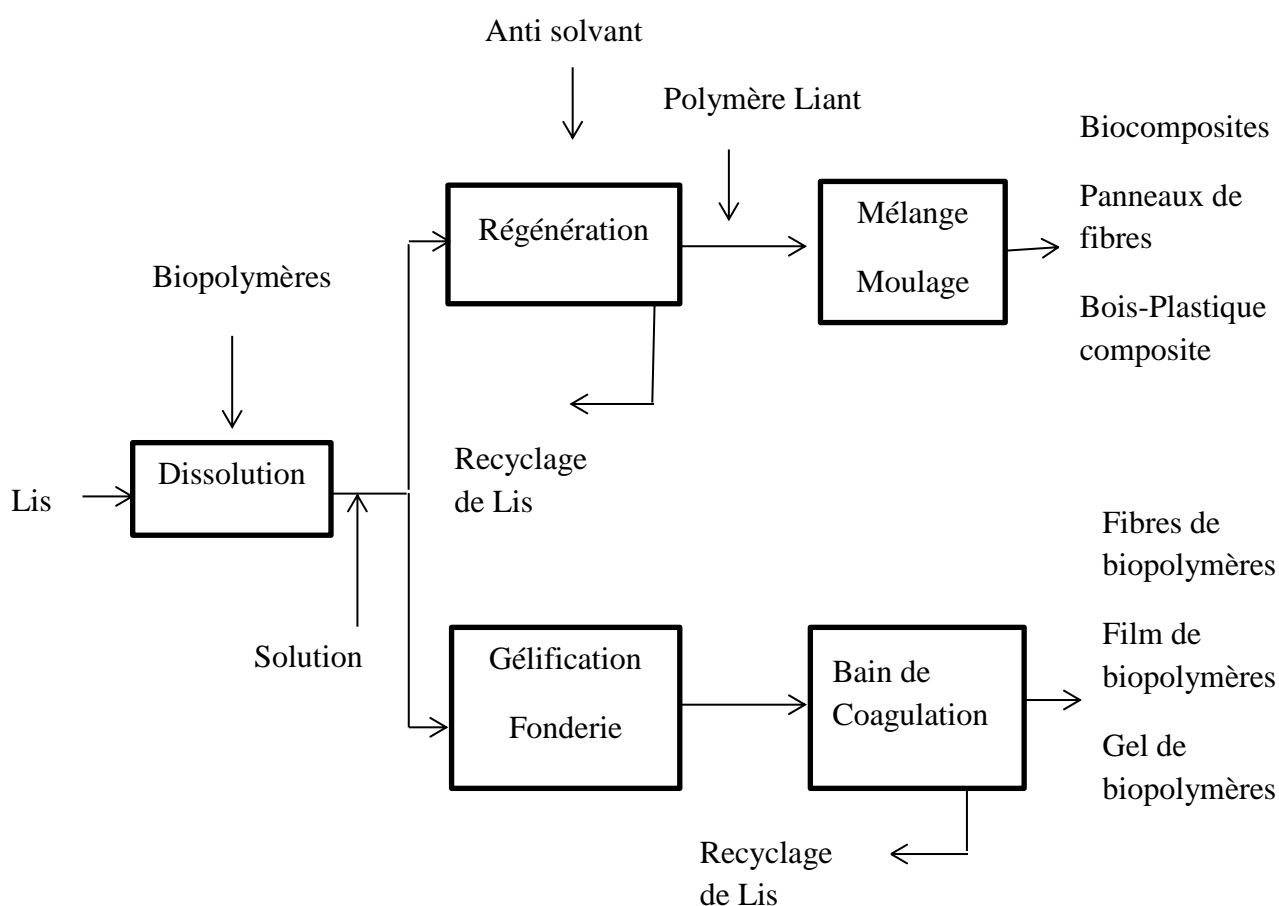 Anti solvant
Polymère Liant
Biocomposites
Panneaux de
fibres
Bois-Plastique
composite
Régénération
Mélange
Moulage
Biopolymères
Dissolution
Lis
Recyclage
de Lis
Solution
Gélification
Fonderie
Bain de
Coagulation
Fibres de
biopolymères
Film de
biopolymères
Gel de
biopolymères
Recyclage
de Lis